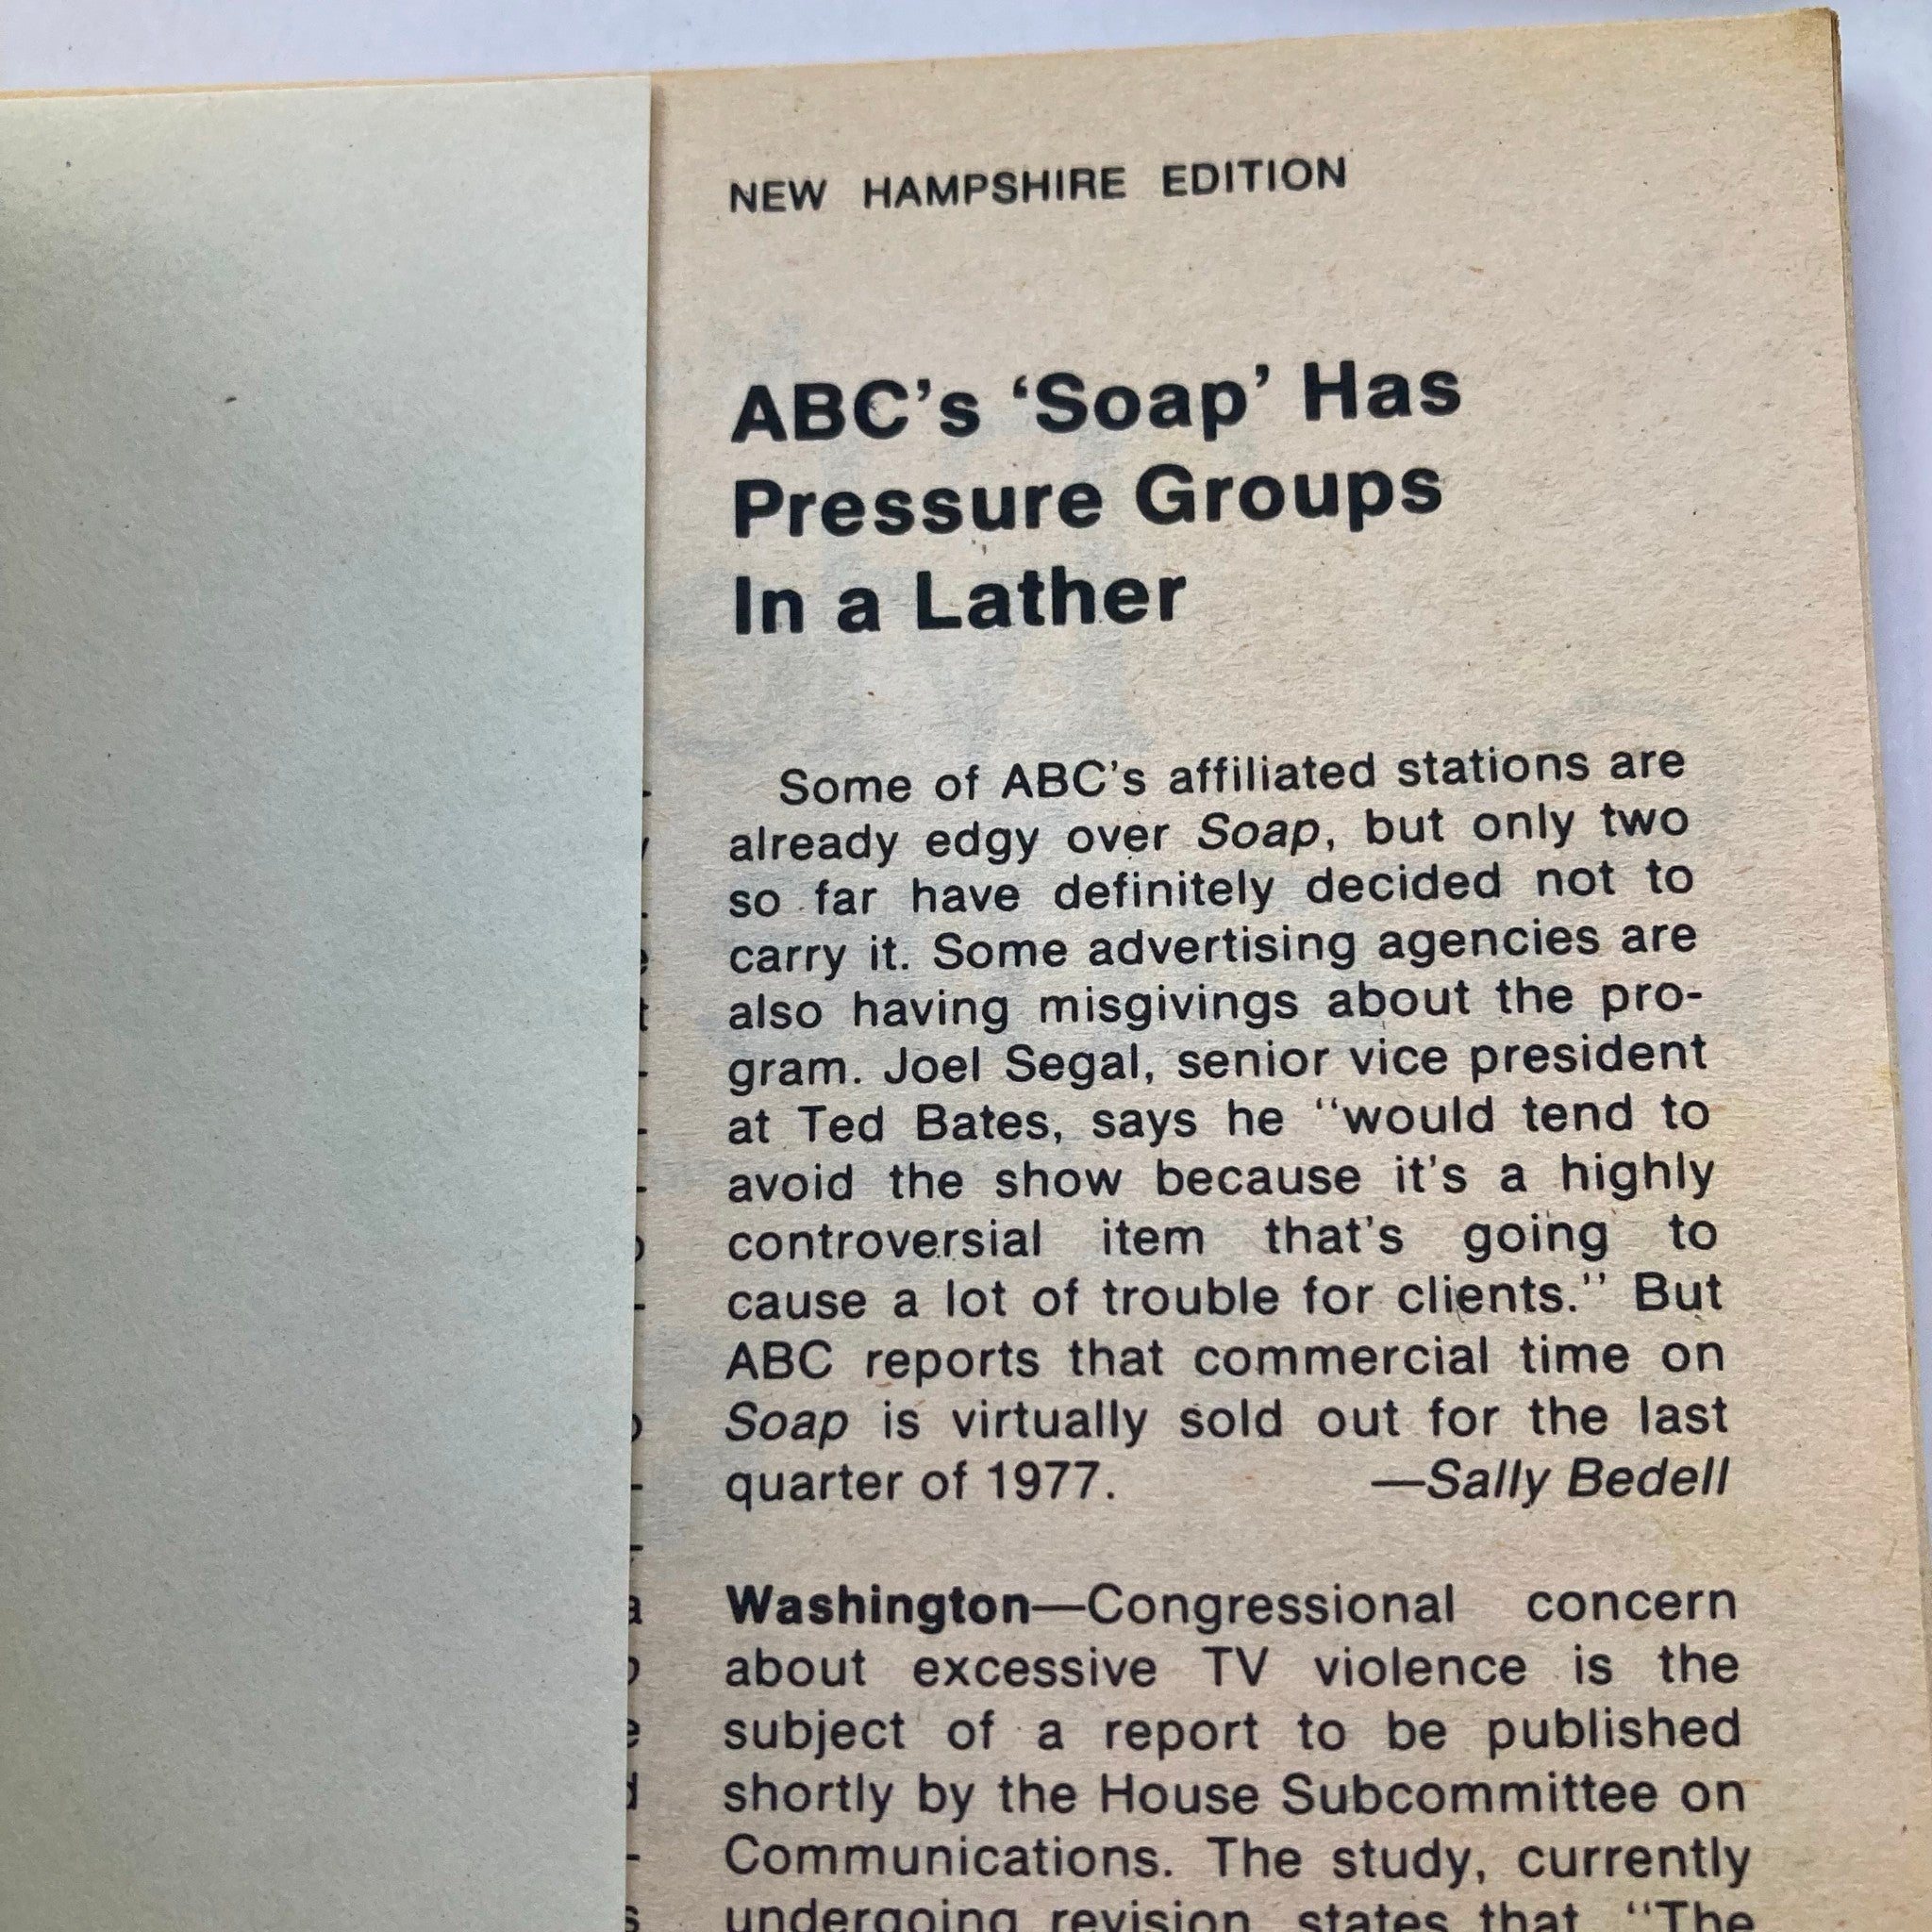 NEW HAMPSHIRE EDITION
ABC's 'Soap' Has
Pressure Groups
In a Lather
Some of ABC's affiliated stations are
already edgy over Soap, but only two
so far have definitely decided not to
carry it. Some advertising agencies are
also having misgivings about the pro-
gram. Joel Segal, senior vice president
at Ted Bates, says he "would tend to
avoid the show because it's a highly
controversial item that's going to
cause a lot of trouble for clients." But
ABC reports that commercial time on
Soap is virtually sold out for the last
quarter of 1977. —Sally Bedell
Washington—Congressional concern
about excessive TV violence is the
subject of a report to be published
shortly by the House Subcommittee on
Communications. The study, currently
undergoing revision, states that "The